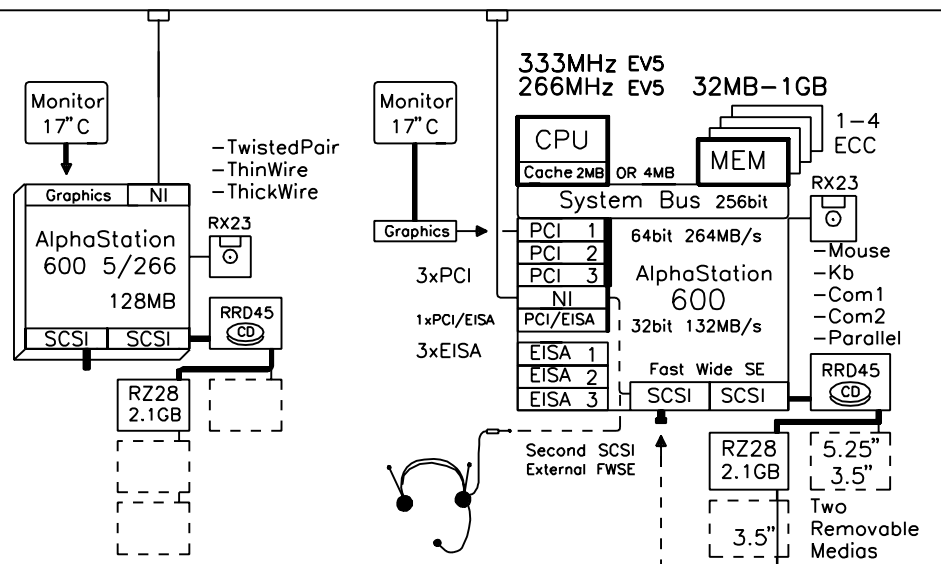 Monitor
17"C
-TwistedPair
-ThinWire
-ThickWire
Graphics NI
RX23
AlphaStation
600 5/266
128MB
SCSI SCSI
RRD45
CD
RZ28
2.1GB
333MHz EV5
266MHz EV5 32MB-1GB
Monitor
17"C
CPU
Cache 2MB OR 4MB
MEM
1-4
ECC
System Bus 256bit
RX23
Graphics
PCI 1
PCI 2
PCI 3
NI
PCI/EISA
3xPCI
1xPCI/EISA
3xEISA
EISA 1
EISA 2
EISA 3
64bit 264MB/s
AlphaStation
600
32bit 132MB/s
Fast Wide SE
SCSI SCSI
-Mouse
-Kb
-Com1
-Com2
-Parallel
RRD45
CD
Second SCSI
External FWSE
RZ28
2.1GB
5.25"
3.5"
3.5"
Two
Removable
Medias